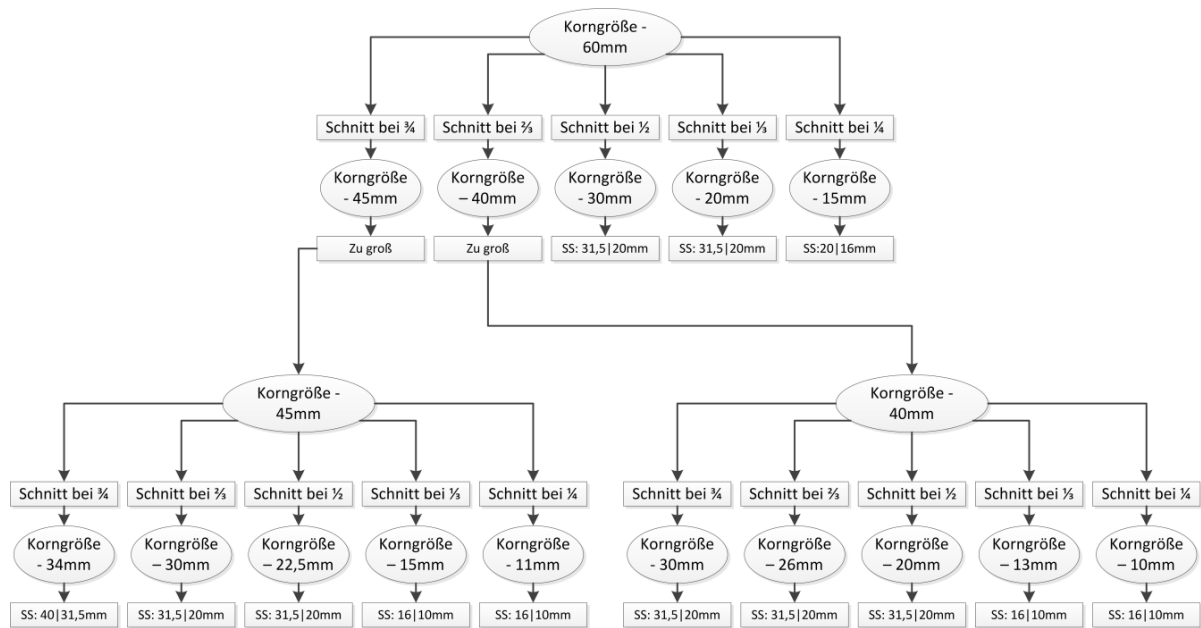 Korngröße -
60mm
Schnitt bei ¾
Schnitt bei ⅔
Schnitt bei ½
Schnitt bei ⅓
Schnitt bei ¼
Korngröße
- 45mm
Korngröße
– 40mm
Korngröße
- 30mm
Korngröße
- 20mm
Korngröße
- 15mm
Zu groß
Zu groß
SS: 31,5|20mm
SS: 31,5|20mm
SS:20|16mm
Korngröße -
45mm
Korngröße -
40mm
Schnitt bei ¾
Schnitt bei ⅔
Schnitt bei ½
Schnitt bei ⅓
Schnitt bei ¼
Schnitt bei ¾
Schnitt bei ⅔
Schnitt bei ½
Schnitt bei ⅓
Schnitt bei ¼
Korngröße
- 34mm
Korngröße
– 30mm
Korngröße
– 22,5mm
Korngröße
– 15mm
Korngröße
- 11mm
Korngröße
- 30mm
Korngröße
– 26mm
Korngröße
– 20mm
Korngröße
– 13mm
Korngröße
– 10mm
SS: 40|31,5mm
SS: 31,5|20mm
SS: 31,5|20mm
SS: 16|10mm
SS: 16|10mm
SS: 31,5|20mm
SS: 31,5|20mm
SS: 31,5|20mm
SS: 16|10mm
SS: 16|10mm